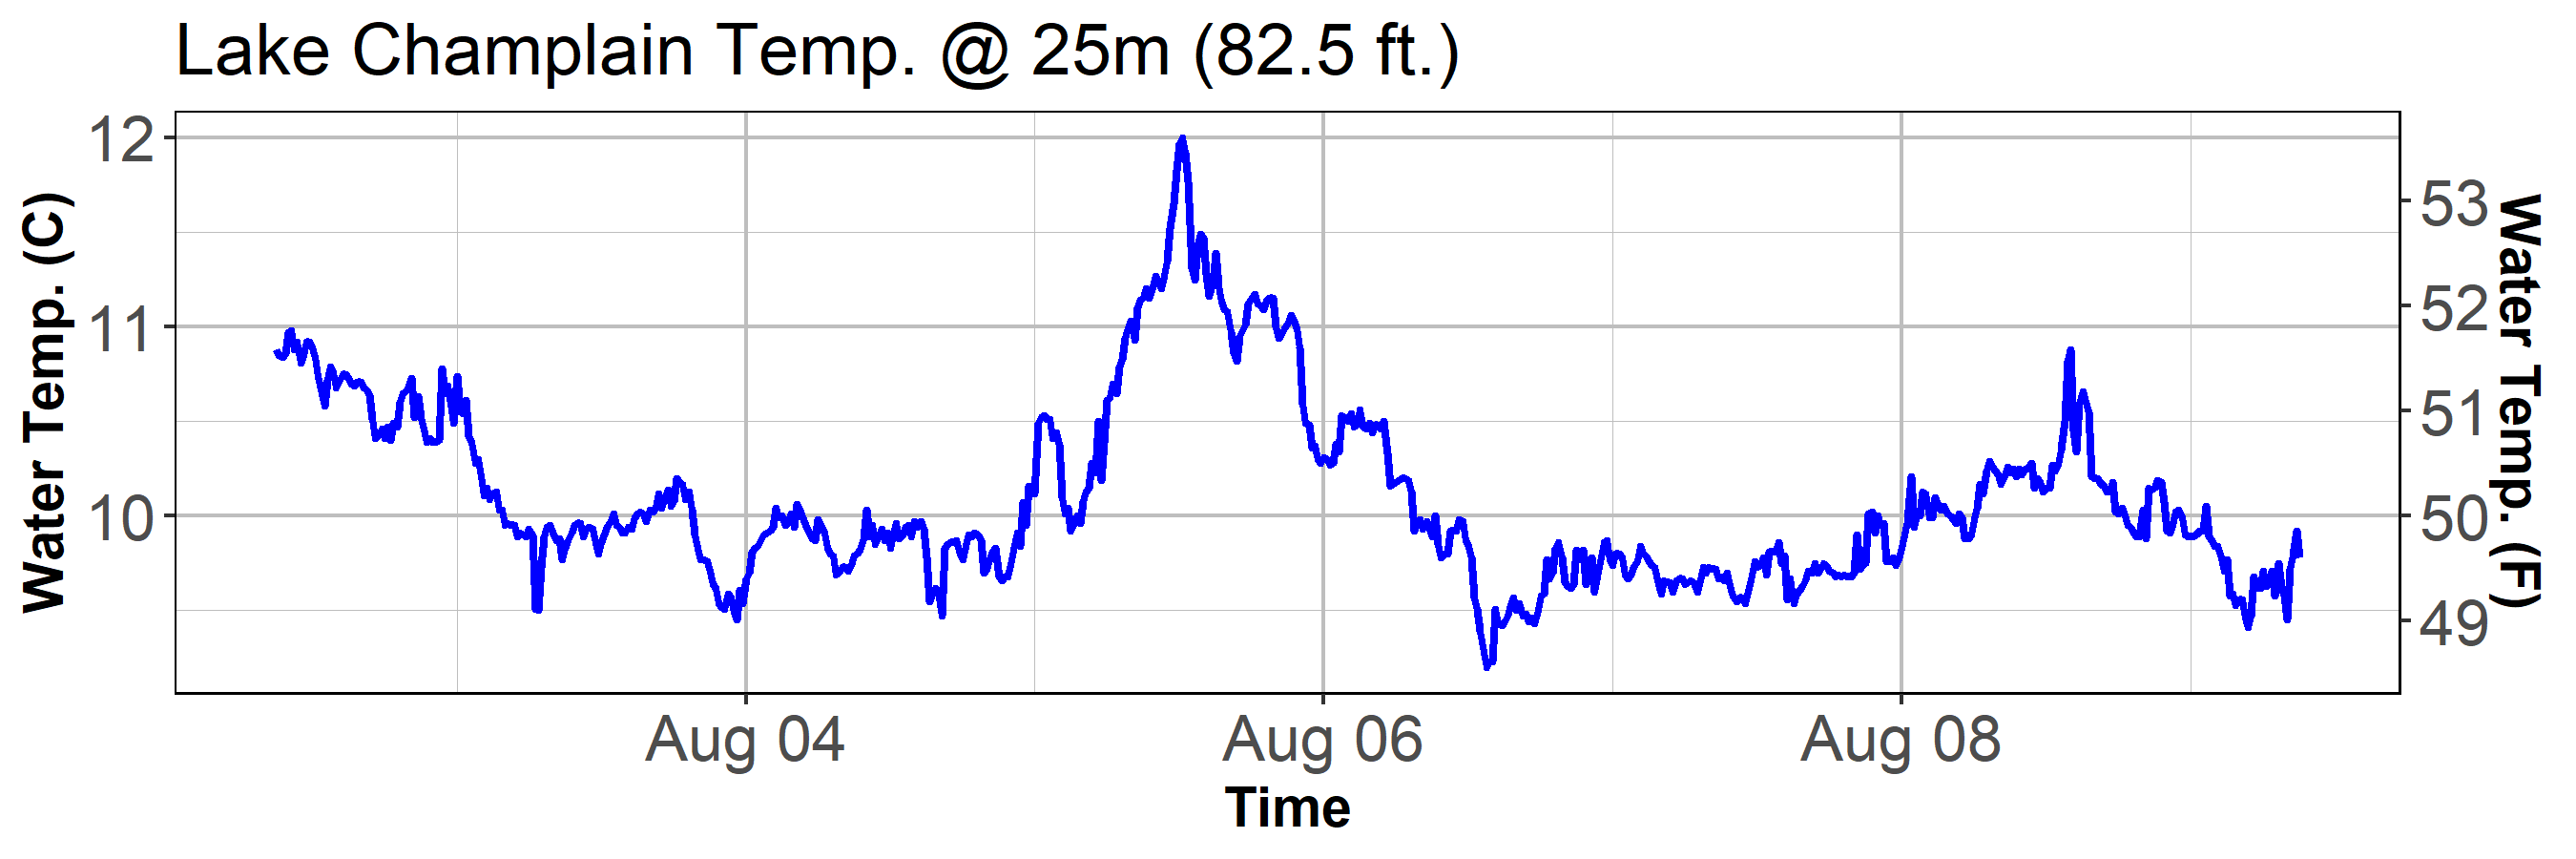 Lake Champlain Temp. @ 25m (82.5 ft.)
Water Temp. (C)
12
11
10
53
52
51
50
49
Water Temp. (F)
Aug 04
Aug 06
Aug 08
Time